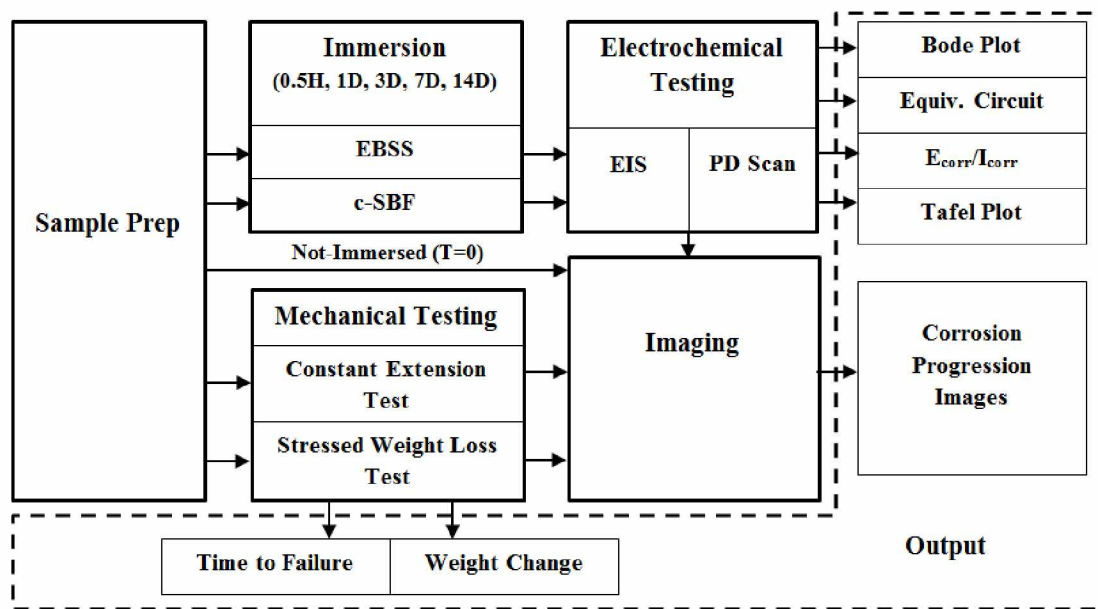 Sample Prep
Immersion
(0.5H, 1D, 3D, 7D, 14D)
EBSS
c-SBF
Electrochemical
Testing
EIS
PD Scan
Bode Plot
Equiv. Circuit
Ecorr/Icorr
Tafel Plot
Not-Immersed (T=0)
Mechanical Testing
Constant Extension
Test
Stressed Weight Loss
Test
Imaging
Corrosion
Progression
Images
Time to Failure
Weight Change
Output